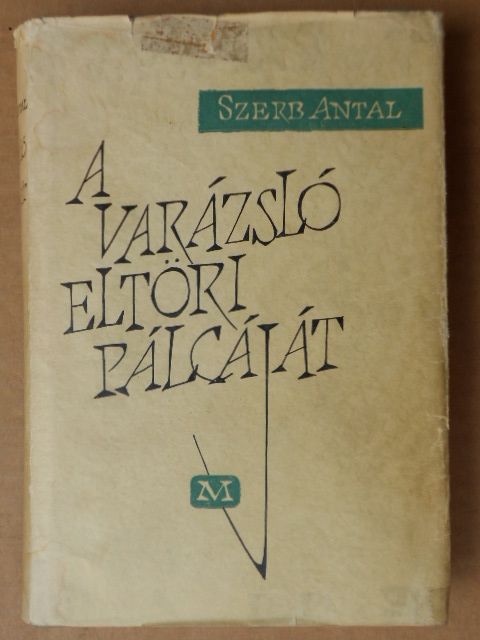 SZERB ANTAL
A
VARÁZSLÓ
ELTÖRI
PÁLCÁJÁT
M